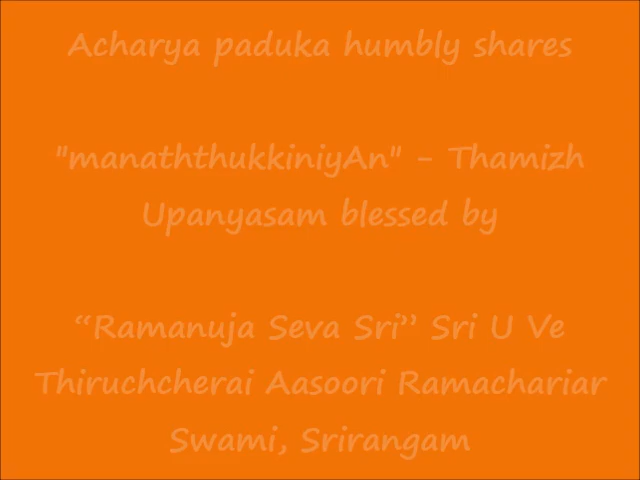 Acharya paduka humbly shares
"manaththukkiniyAn" - Thamizh
Upanyasam blessed by
“Ramanuja Seva Sri” Sri U Ve
Thiruchcherai Aasoori Ramachariar
Swami, Srirangam